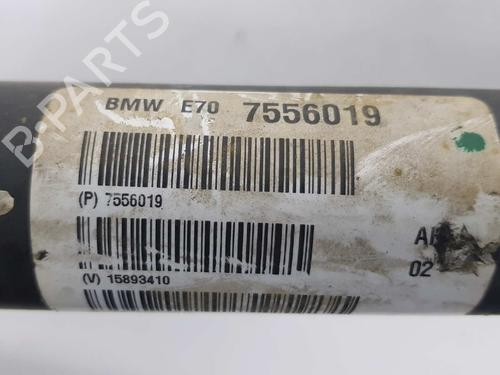 B-PARTS
BMW E70 7556019
(P) 7556019
02
(V) 15893410